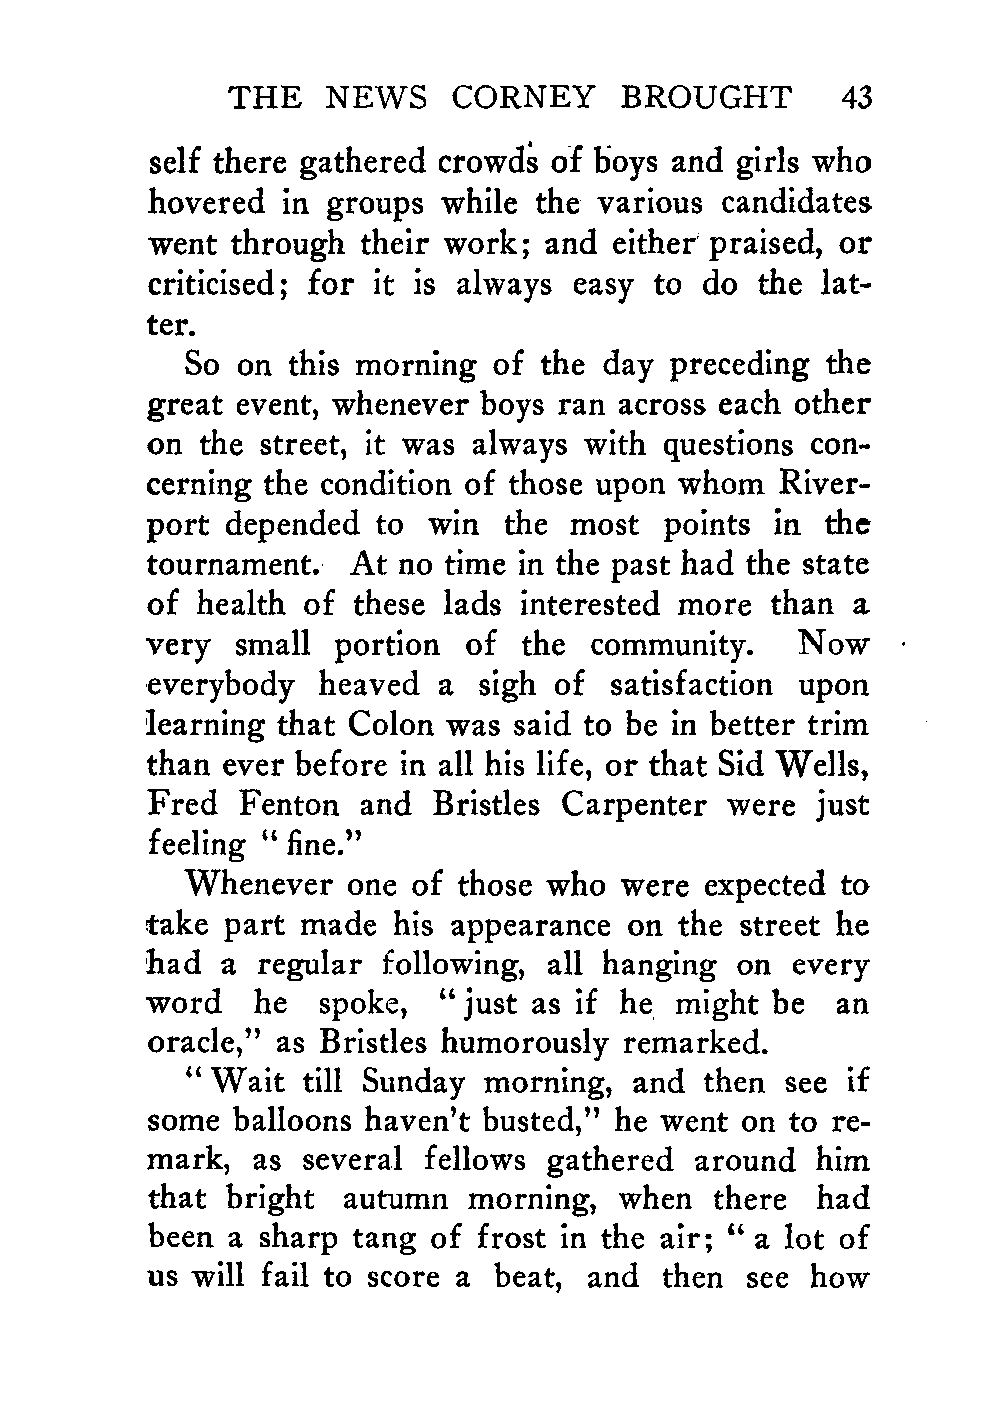 THE NEWS CORNEY BROUGHT 43
self there gathered crowds of boys and girls who
hovered in groups while the various candidates
went through their work; and either praised, or
criticised; for it is always easy to do the lat-
ter.
So on this morning of the day preceding the
great event, whenever boys ran across each other
on the street, it was always with questions con-
cerning the condition of those upon whom River-
port depended to win the most points in the
tournament. At no time in the past had the state
of health of these lads interested more than a
very small portion of the community. Now
everybody heaved a sigh of satisfaction upon
learning that Colon was said to be in better trim
than ever before in all his life, or that Sid Wells,
Fred Fenton and Bristles Carpenter were just
feeling " fine."
Whenever one of those who were expected to
take part made his appearance on the street he
had a regular following, all hanging on every
word he spoke, " just as if he might be an
oracle," as Bristles humorously remarked.
" Wait till Sunday morning, and then see if
some balloons haven't busted," he went on to re-
mark, as several fellows gathered around him
that bright autumn morning, when there had
been a sharp tang of frost in the air; " a lot of
us will fail to score a beat, and then see how